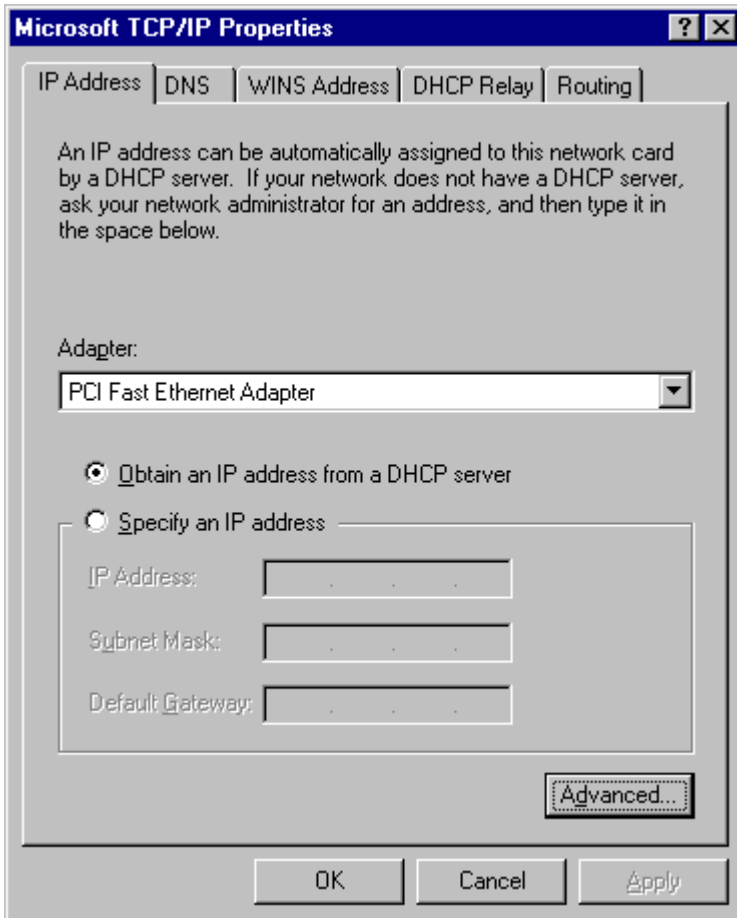 Microsoft TCP/IP Properties
IP Address DNS WINS Address DHCP Relay Routing
An IP address can be automatically assigned to this network card
by a DHCP server. If your network does not have a DHCP server,
ask your network administrator for an address, and then type it in
the space below.
Adapter:
PCI Fast Ethernet Adapter
Obtain an IP address from a DHCP server
Specify an IP address
IP Address: . . .
Subnet Mask: . . .
Default Gateway: . . .
Advanced...
OK Cancel Apply